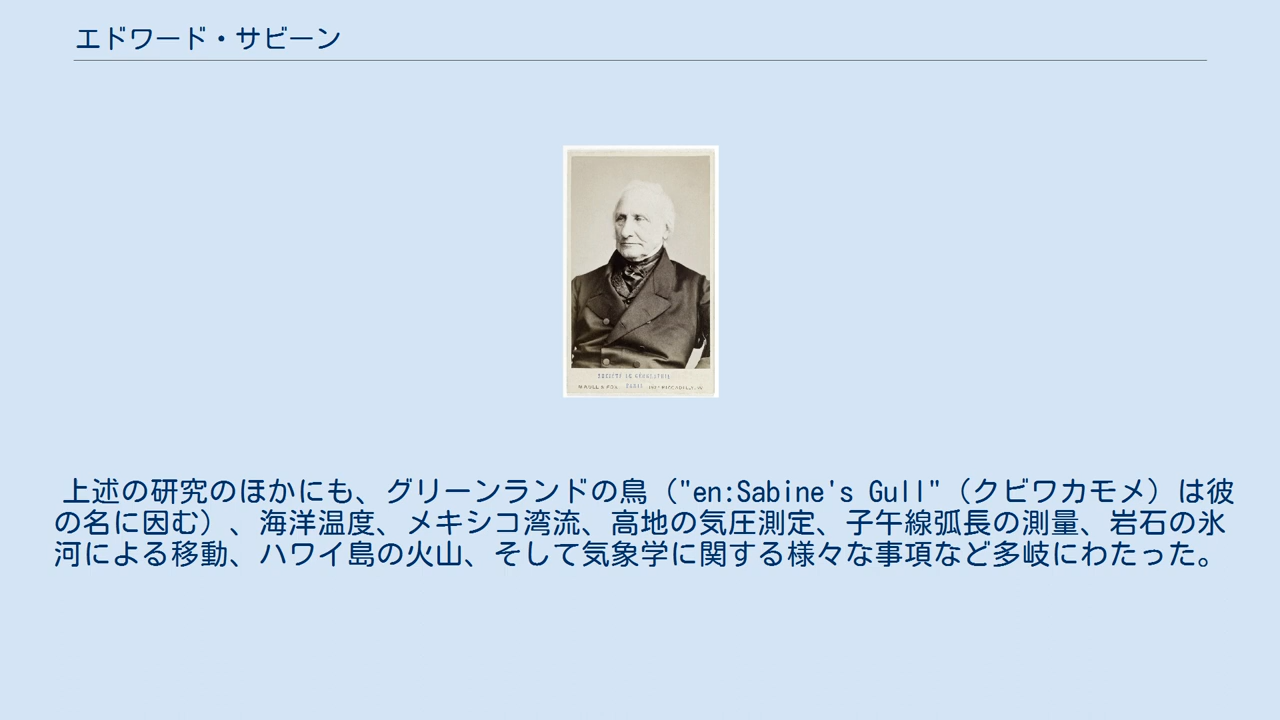 エドワード・サビーン
SOCIÉTÉ DE GÉOGRAPHIE
PARIS
上述の研究のほかにも、グリーンランドの鳥（"en:Sabine's Gull"（クビワカモメ）は彼
の名に因む）、海洋温度、メキシコ湾流、高地の気圧測定、子午線弧長の測量、岩石の氷
河による移動、ハワイ島の火山、そして気象学に関する様々な事項など多岐にわたった。